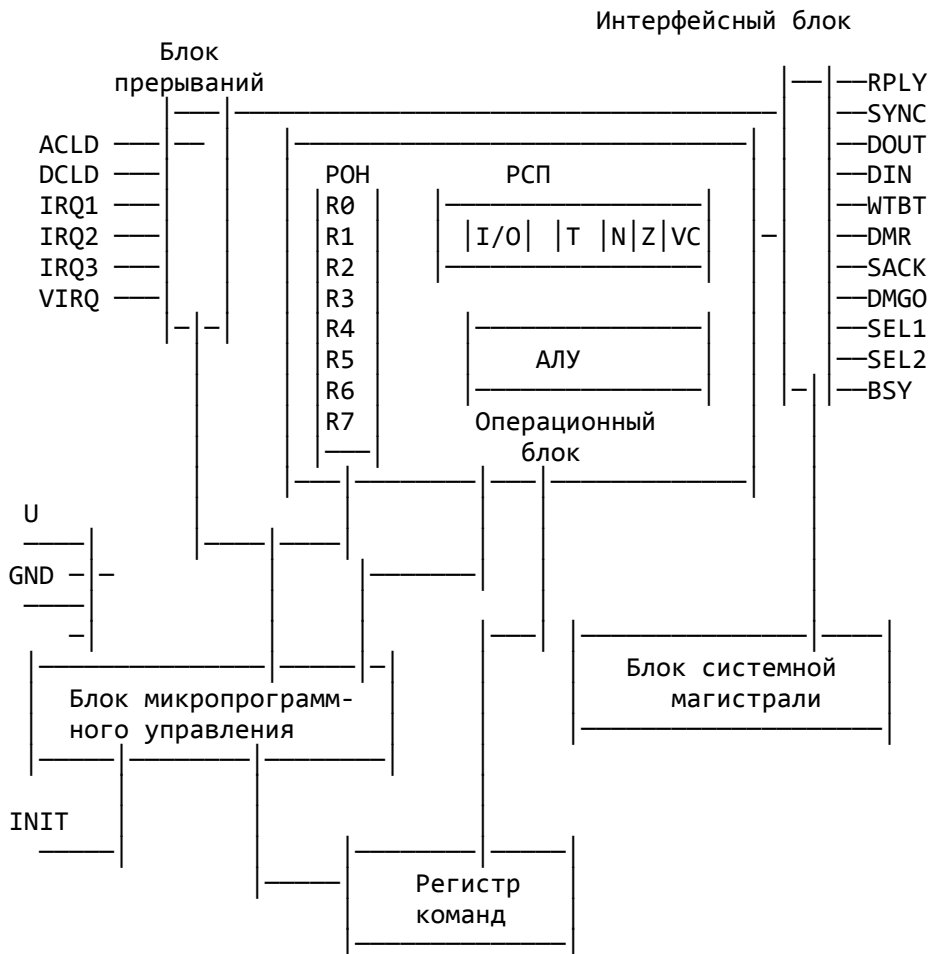 Интерфейсный блок
Блок
прерываний
RPLY
SYNC
ACLD
DOUT
DCLD
РОН
РСП
DIN
IRQ1
R0
WTBT
IRQ2
R1
I/O
T
N
Z
VC
DMR
IRQ3
R2
SACK
VIRQ
R3
DMGO
R4
SEL1
R5
АЛУ
SEL2
R6
BSY
R7
Операционный
блок
U
GND
Блок микропрограмм-
ного управления
Блок системной
магистрали
INIT
Регистр
команд